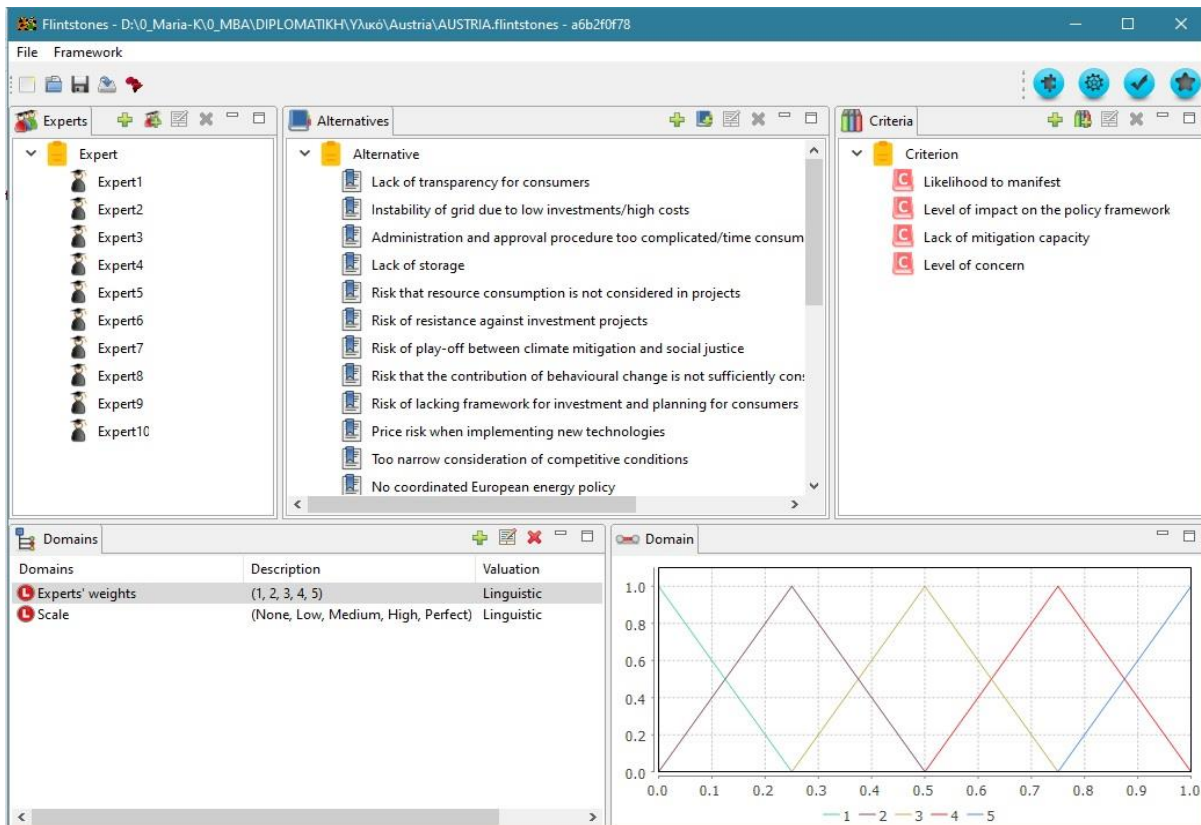 Flintstones - D:\0_Maria-K\0_MBA\DIPLOMATIKH\Υλικό\Austria\AUSTRIA.flintstones - a6b2f0f78
File Framework
Experts
Expert
Expert1
Expert2
Expert3
Expert4
Expert5
Expert6
Expert7
Expert8
Expert9
Expert10
Alternatives
Alternative
Lack of transparency for consumers
Instability of grid due to low investments/high costs
Administration and approval procedure too complicated/time consum
Lack of storage
Risk that resource consumption is not considered in projects
Risk of resistance against investment projects
Risk of play-off between climate mitigation and social justice
Risk that the contribution of behavioural change is not sufficiently con
Risk of lacking framework for investment and planning for consumers
Price risk when implementing new technologies
Too narrow consideration of competitive conditions
No coordinated European energy policy
Criteria
Criterion
C Likelihood to manifest
C Level of impact on the policy framework
C Lack of mitigation capacity
C Level of concern
Domains
Domains Description Valuation
L Experts' weights (1, 2, 3, 4, 5) Linguistic
L Scale (None, Low, Medium, High, Perfect) Linguistic
Domain
1.0
0.8
0.6
0.4
0.2
0.0
0.0 0.1 0.2 0.3 0.4 0.5 0.6 0.7 0.8 0.9 1.0
1 2 3 4 5